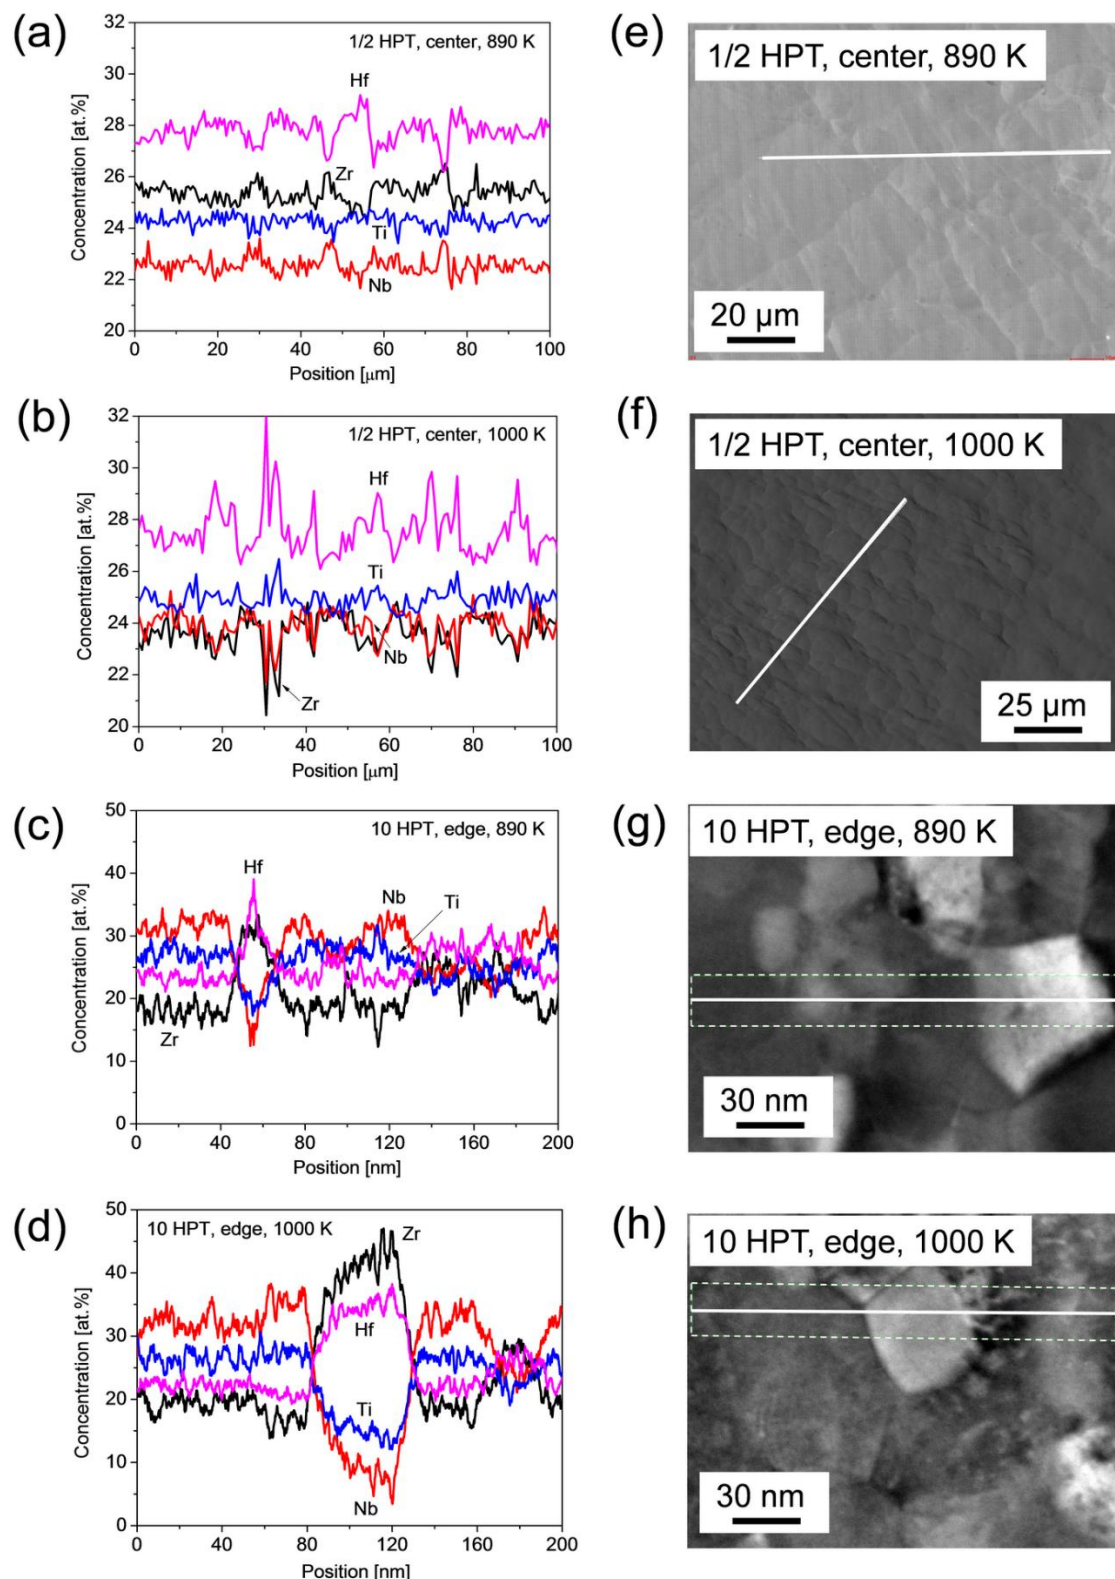 (a)
32
30
28
26
24
22
20
Concentration [at.%]
1/2 HPT, center, 890 K
Hf
Zr
Ti
Nb
0 20 40 60 80 100
Position [µm]
(e)
1/2 HPT, center, 890 K
20 µm
(b)
32
30
28
26
24
22
20
Concentration [at.%]
1/2 HPT, center, 1000 K
Hf
Ti
Nb
Zr
0 20 40 60 80 100
Position [µm]
(f)
1/2 HPT, center, 1000 K
25 µm
(c)
50
40
30
20
10
0
Concentration [at.%]
10 HPT, edge, 890 K
Hf
Nb
Ti
Zr
0 40 80 120 160 200
Position [nm]
(g)
10 HPT, edge, 890 K
30 nm
(d)
50
40
30
20
10
0
Concentration [at.%]
10 HPT, edge, 1000 K
Zr
Hf
Ti
Nb
0 40 80 120 160 200
Position [nm]
(h)
10 HPT, edge, 1000 K
30 nm